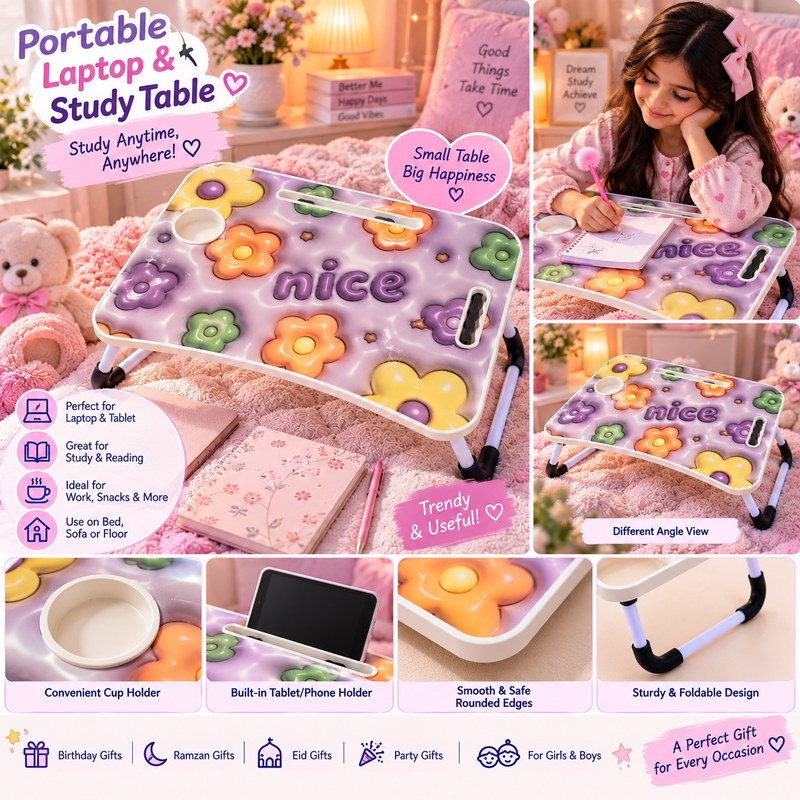 Portable
Laptop &
Study Table
Study Anytime,
Anywhere!
Better Me
Happy Days
Good Vibes
Good
Things
Take Time
Small Table
Big Happiness
nice
Perfect for
Laptop & Tablet
Great for
Study & Reading
Ideal for
Work, Snacks & More
Use on Bed,
Sofa or Floor
Trendy
& Useful!
Dream
Study
Achieve
nice
nice
Different Angle View
Convenient Cup Holder
Built-in Tablet/Phone Holder
Smooth & Safe
Rounded Edges
Sturdy & Foldable Design
Birthday Gifts
Ramzan Gifts
Eid Gifts
Party Gifts
For Girls & Boys
A Perfect Gift
for Every Occasion